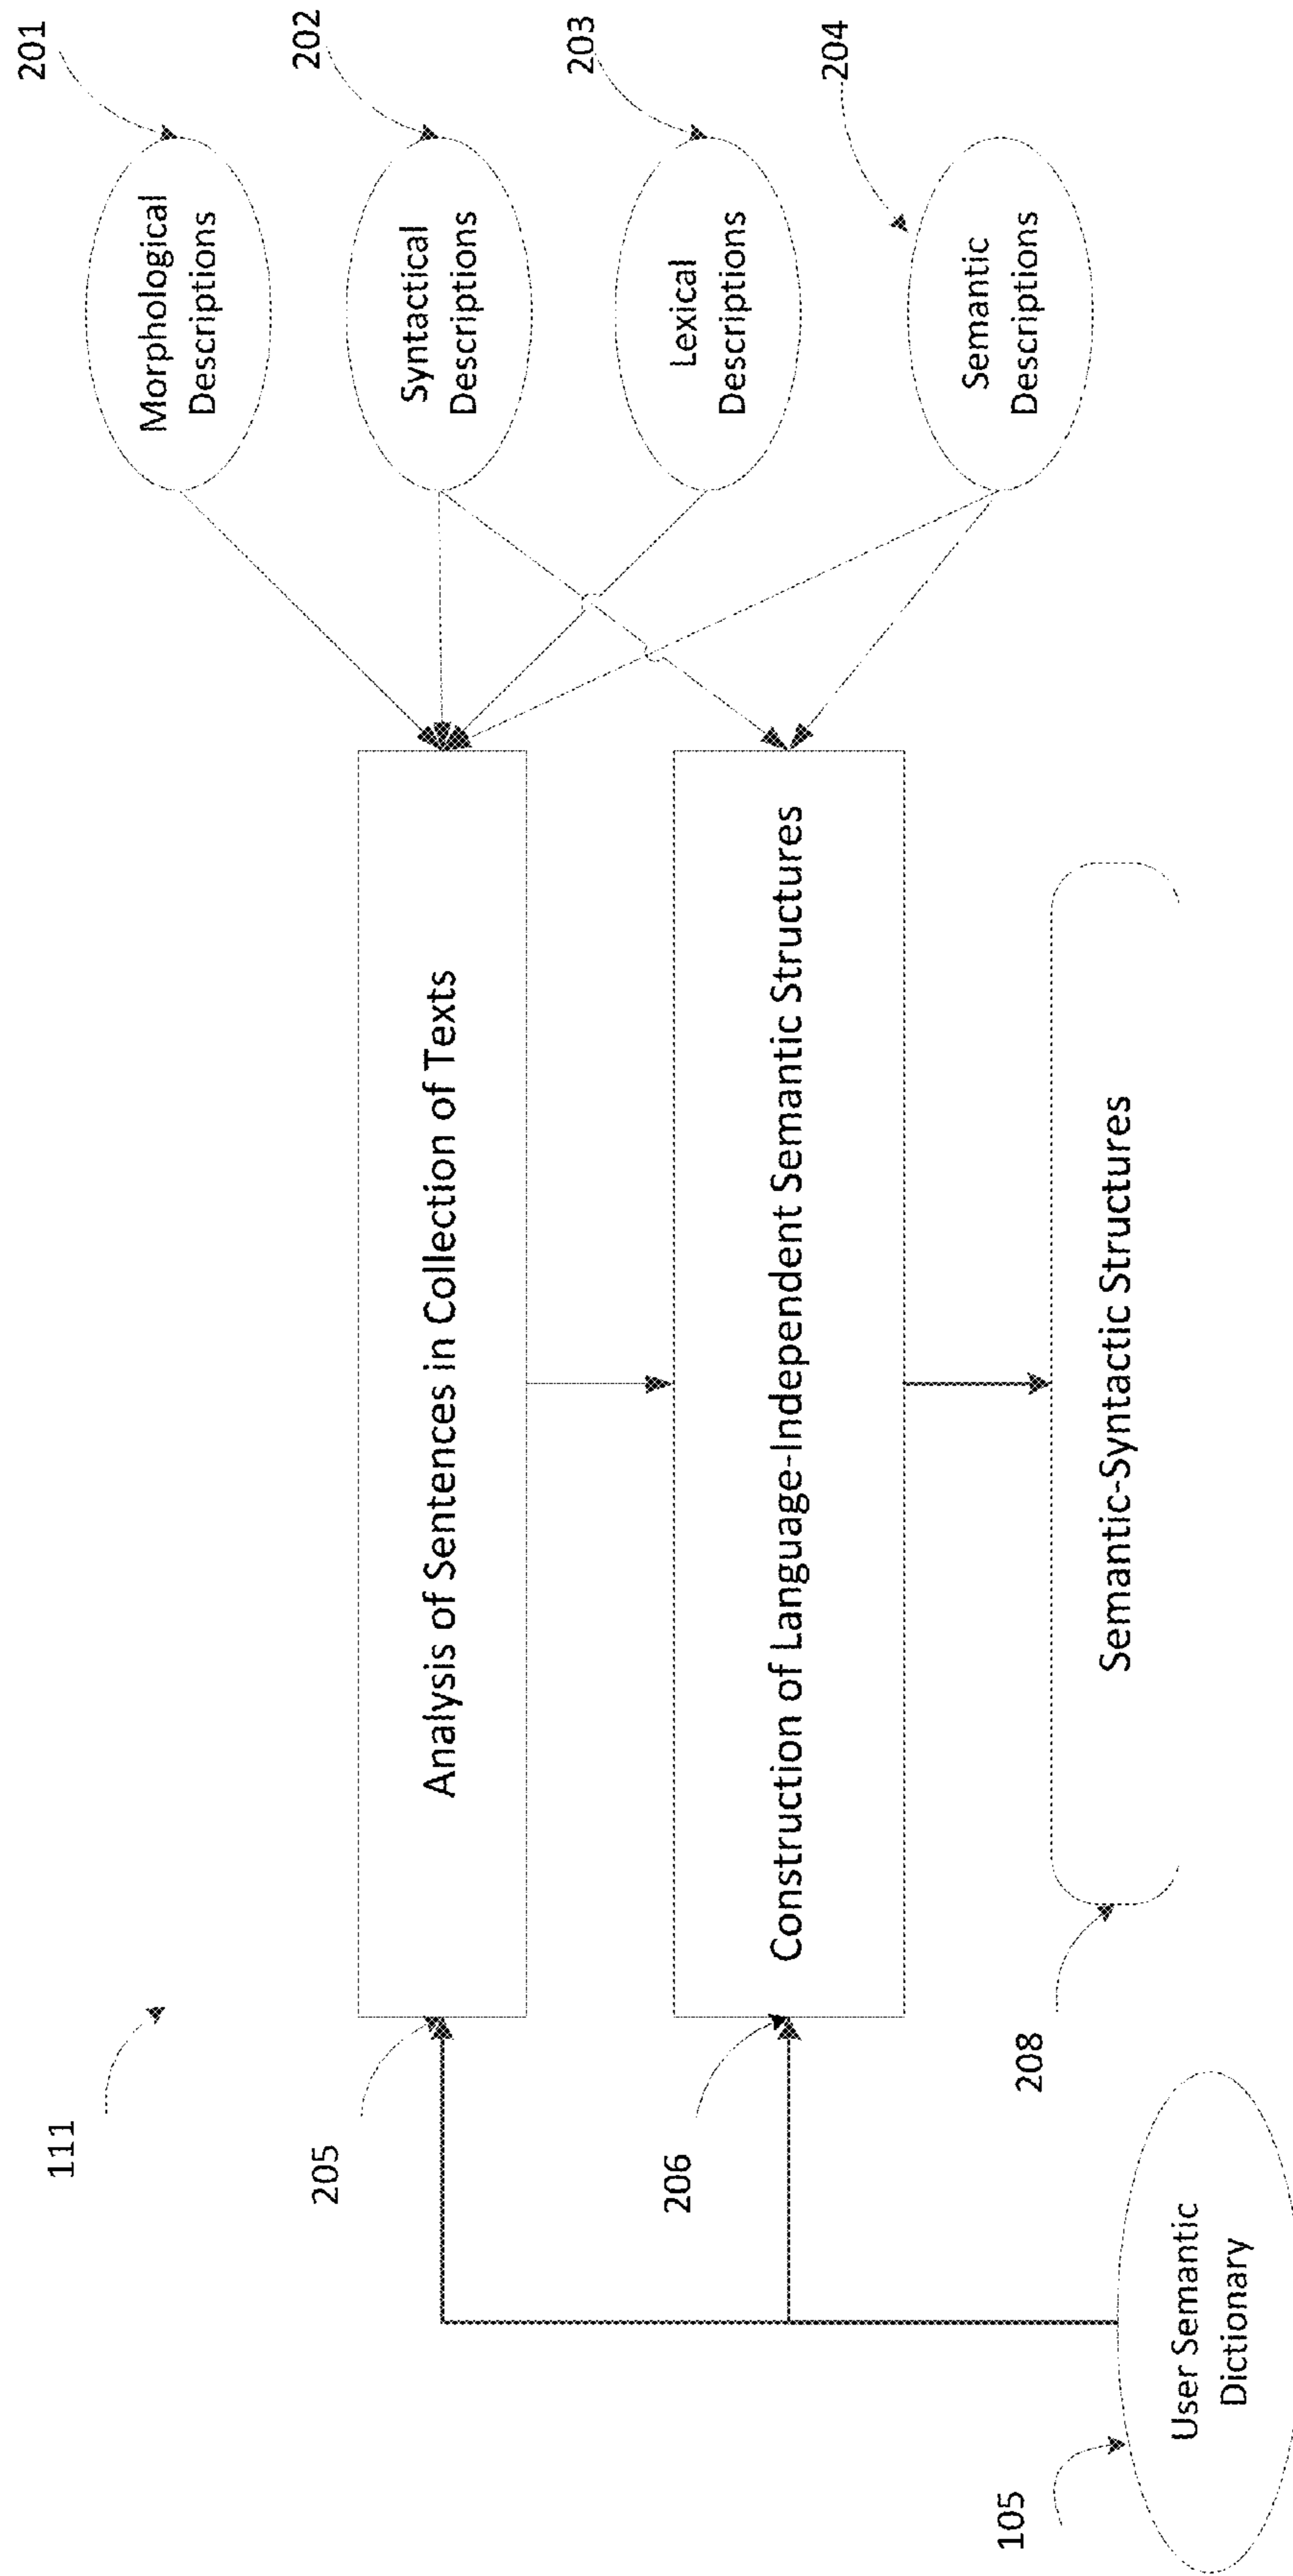 111
201
Morphological
Descriptions
205
Analysis of Sentences in Collection of Texts
202
Syntactical
Descriptions
206
Construction of Language-Independent Semantic Structures
203
Lexical
Descriptions
208
Semantic-Syntactic Structures
204
Semantic
Descriptions
105
User Semantic
Dictionary